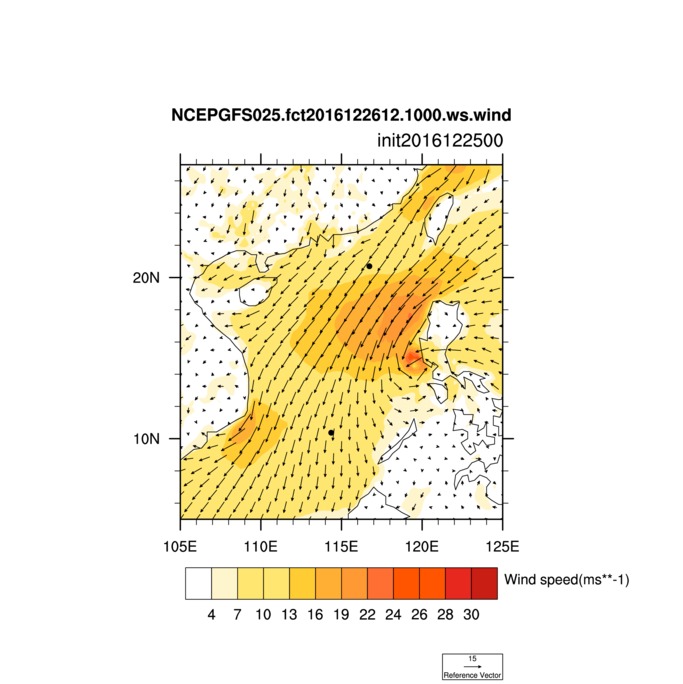 NCEPGFS025.fct2016122612.1000.ws.wind
init2016122500
20N
10N
105E 110E 115E 120E 125E
Wind speed(ms**-1)
4 7 10 13 16 19 22 24 26 28 30
15
Reference Vector